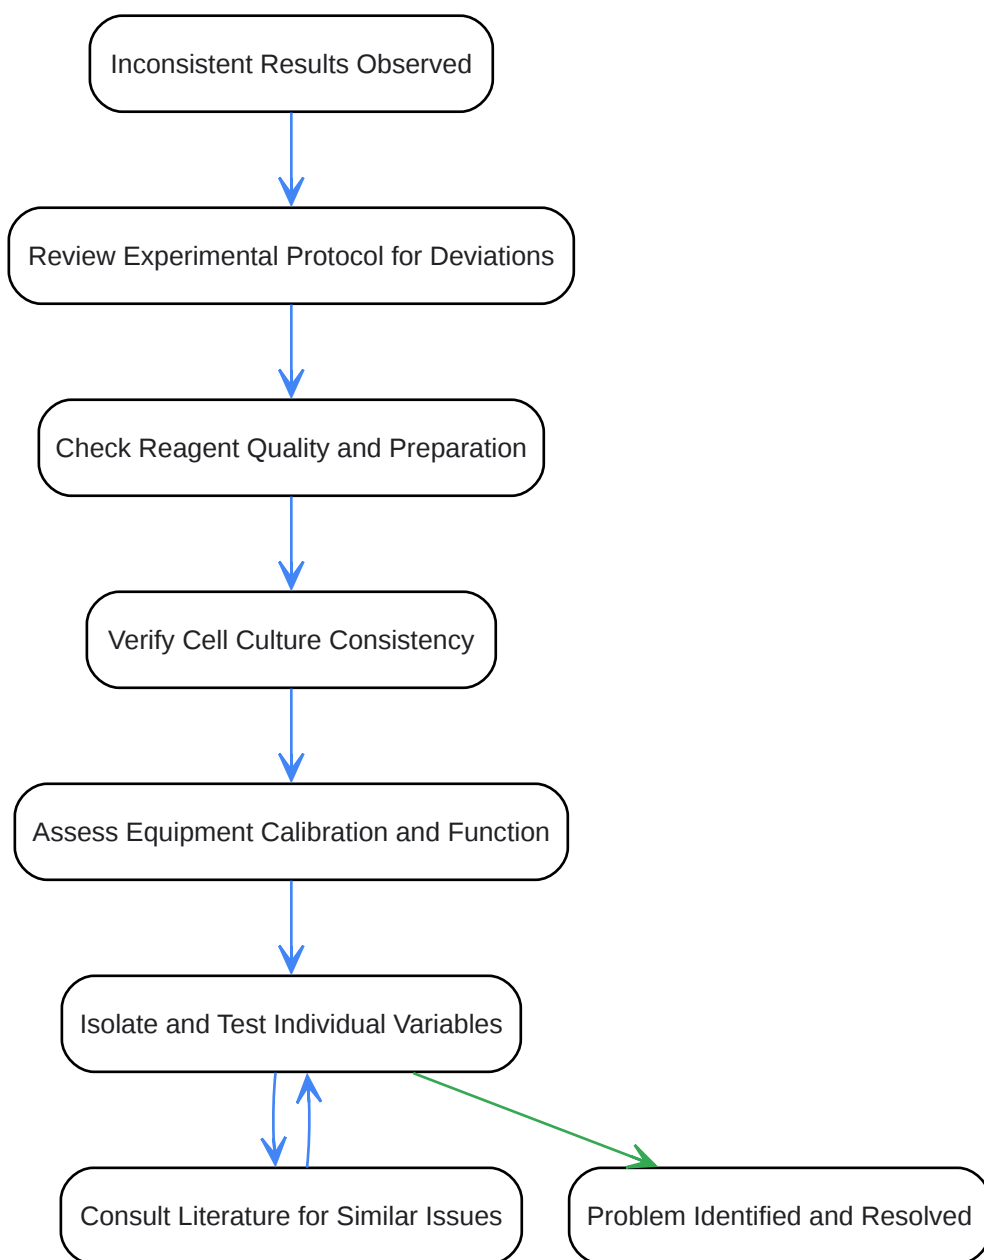 Inconsistent Results Observed
Review Experimental Protocol for Deviations
Check Reagent Quality and Preparation
Verify Cell Culture Consistency
Assess Equipment Calibration and Function
Isolate and Test Individual Variables
Consult Literature for Similar Issues
Problem Identified and Resolved